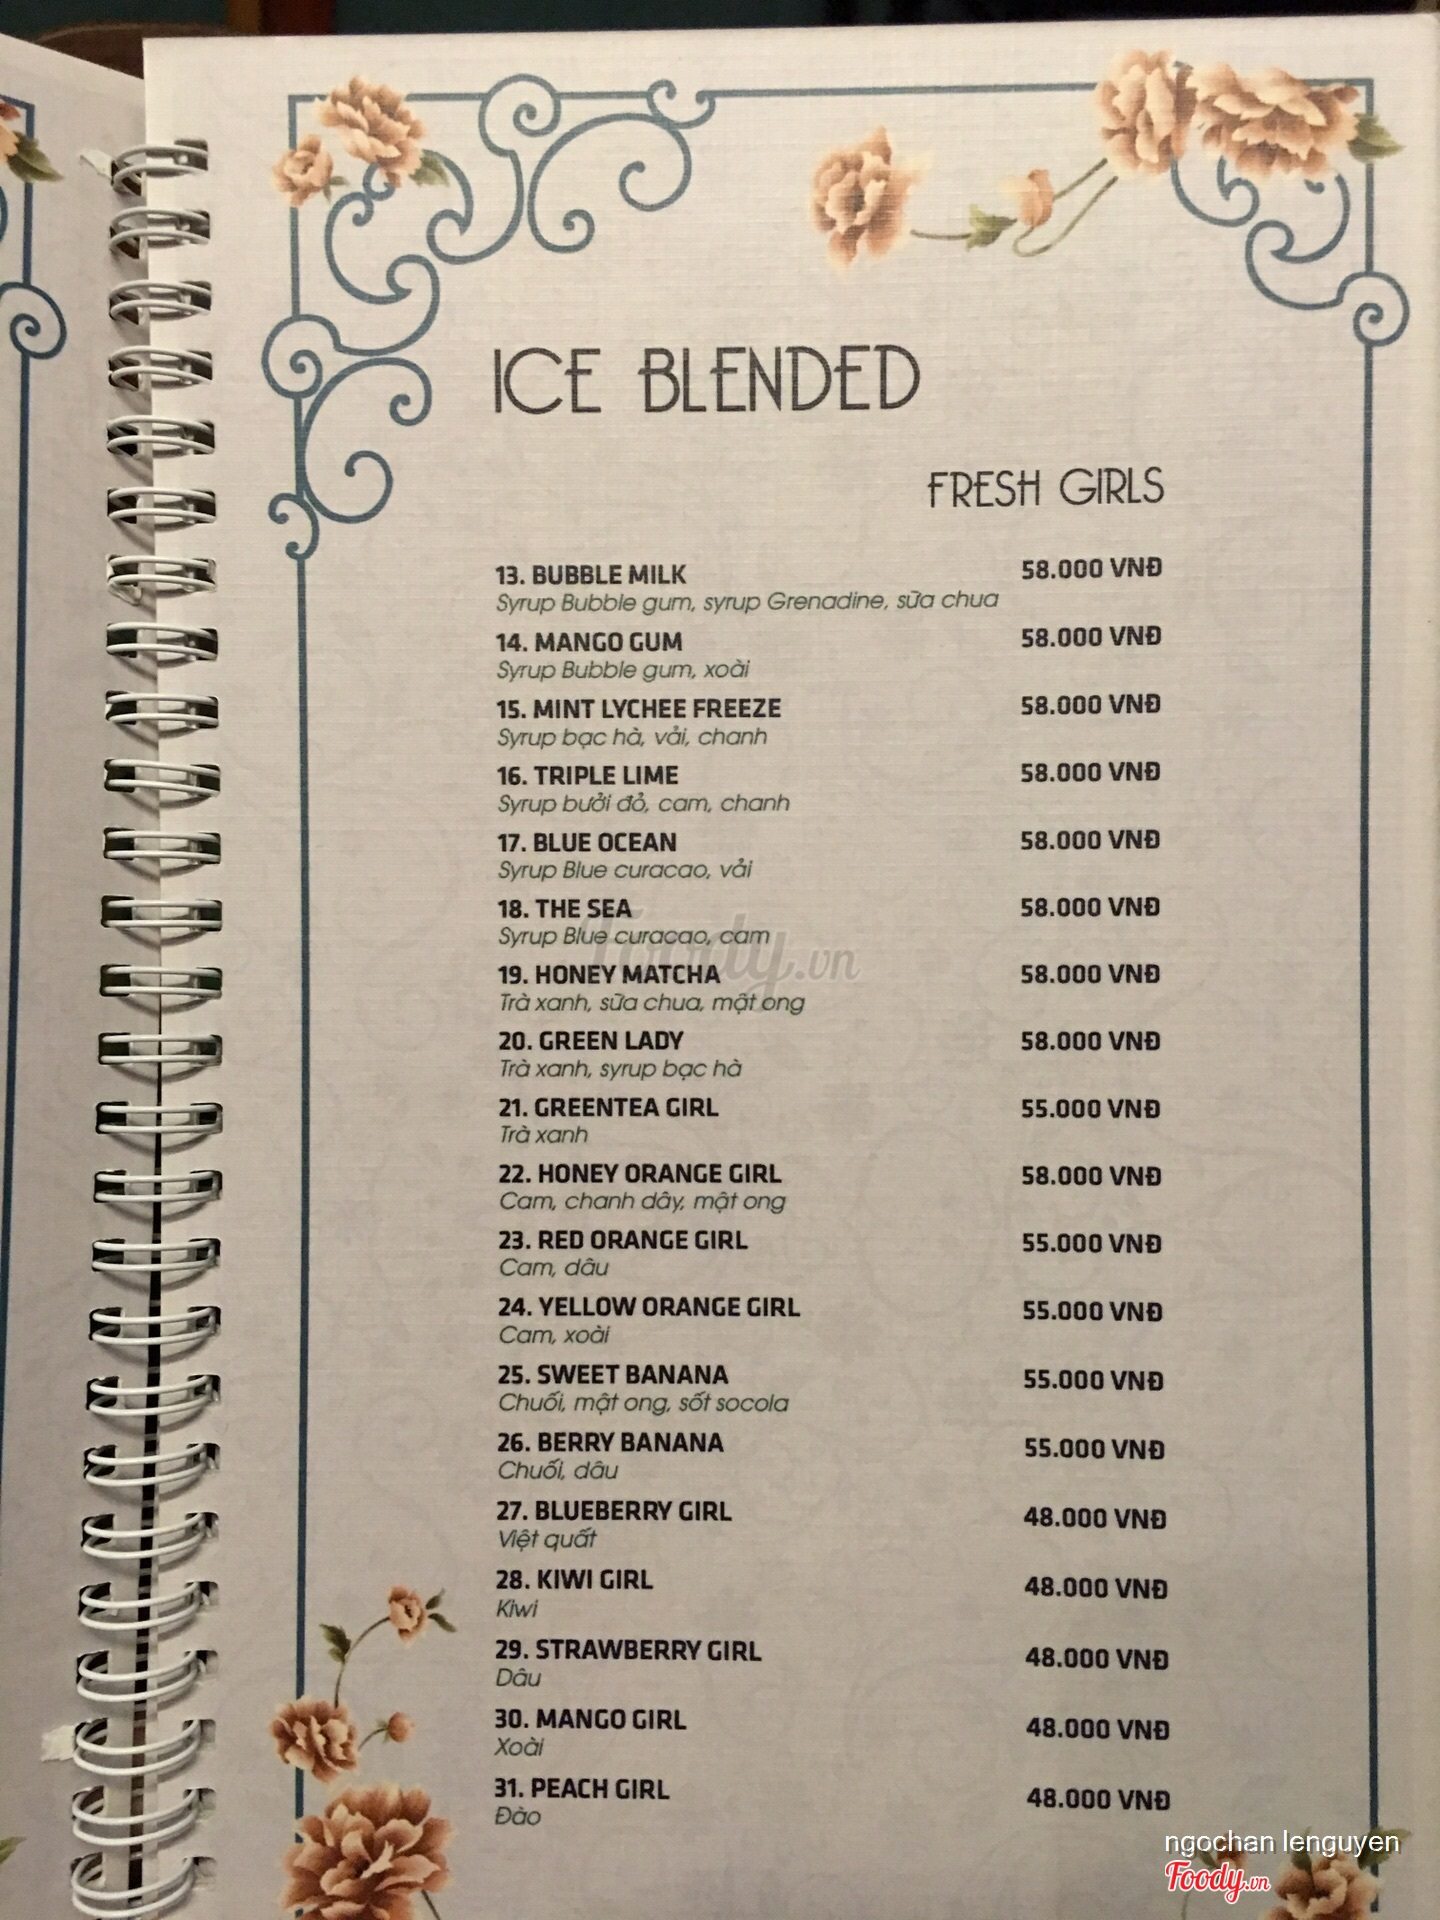 ICE BLENDED
FRESH GIRLS
13. BUBBLE MILK 58.000 VNĐ
Syrup Bubble gum, syrup Grenadine, sữa chua
14. MANGO GUM 58.000 VNĐ
Syrup Bubble gum, xoài
15. MINT LYCHEE FREEZE 58.000 VNĐ
Syrup bạc hà, vải, chanh
16. TRIPLE LIME 58.000 VNĐ
Syrup bưởi đỏ, cam, chanh
17. BLUE OCEAN 58.000 VNĐ
Syrup Blue curacao, vải
18. THE SEA 58.000 VNĐ
Syrup Blue curacao, cam
Foody.vn
19. HONEY MATCHA 58.000 VNĐ
Trà xanh, sữa chua, mật ong
20. GREEN LADY 58.000 VNĐ
Trà xanh, syrup bạc hà
21. GREENTEA GIRL 55.000 VNĐ
Trà xanh
22. HONEY ORANGE GIRL 58.000 VNĐ
Cam, chanh dây, mật ong
23. RED ORANGE GIRL 55.000 VNĐ
Cam, dâu
24. YELLOW ORANGE GIRL 55.000 VNĐ
Cam, xoài
25. SWEET BANANA 55.000 VNĐ
Chuối, mật ong, sốt socola
26. BERRY BANANA 55.000 VNĐ
Chuối, dâu
27. BLUEBERRY GIRL 48.000 VNĐ
Việt quất
28. KIWI GIRL 48.000 VNĐ
Kiwi
29. STRAWBERRY GIRL 48.000 VNĐ
Dâu
30. MANGO GIRL 48.000 VNĐ
Xoài
31. PEACH GIRL 48.000 VNĐ
Đào
ngochan lenguyen
Foody.vn